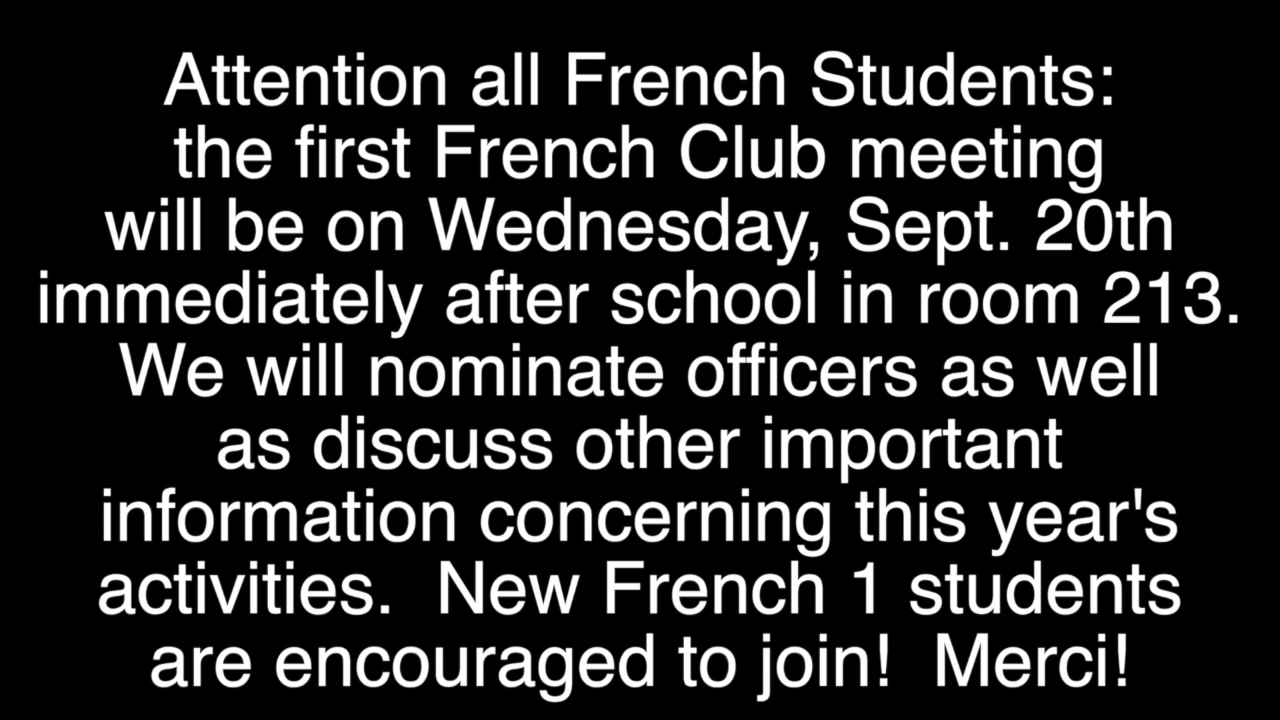 Attention all French Students:
the first French Club meeting
will be on Wednesday, Sept. 20th
immediately after school in room 213.
We will nominate officers as well
as discuss other important
information concerning this year's
activities.  New French 1 students
are encouraged to join!  Merci!